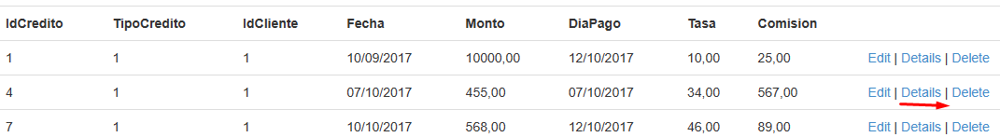 IdCredito TipoCredito IdCliente Fecha Monto DiaPago Tasa Comision
1 1 1 10/09/2017 10000,00 12/10/2017 10,00 25,00 Edit | Details | Delete
4 1 1 07/10/2017 455,00 07/10/2017 34,00 567,00 Edit | Details | Delete
7 1 1 10/10/2017 568,00 12/10/2017 46,00 89,00 Edit | Details | Delete